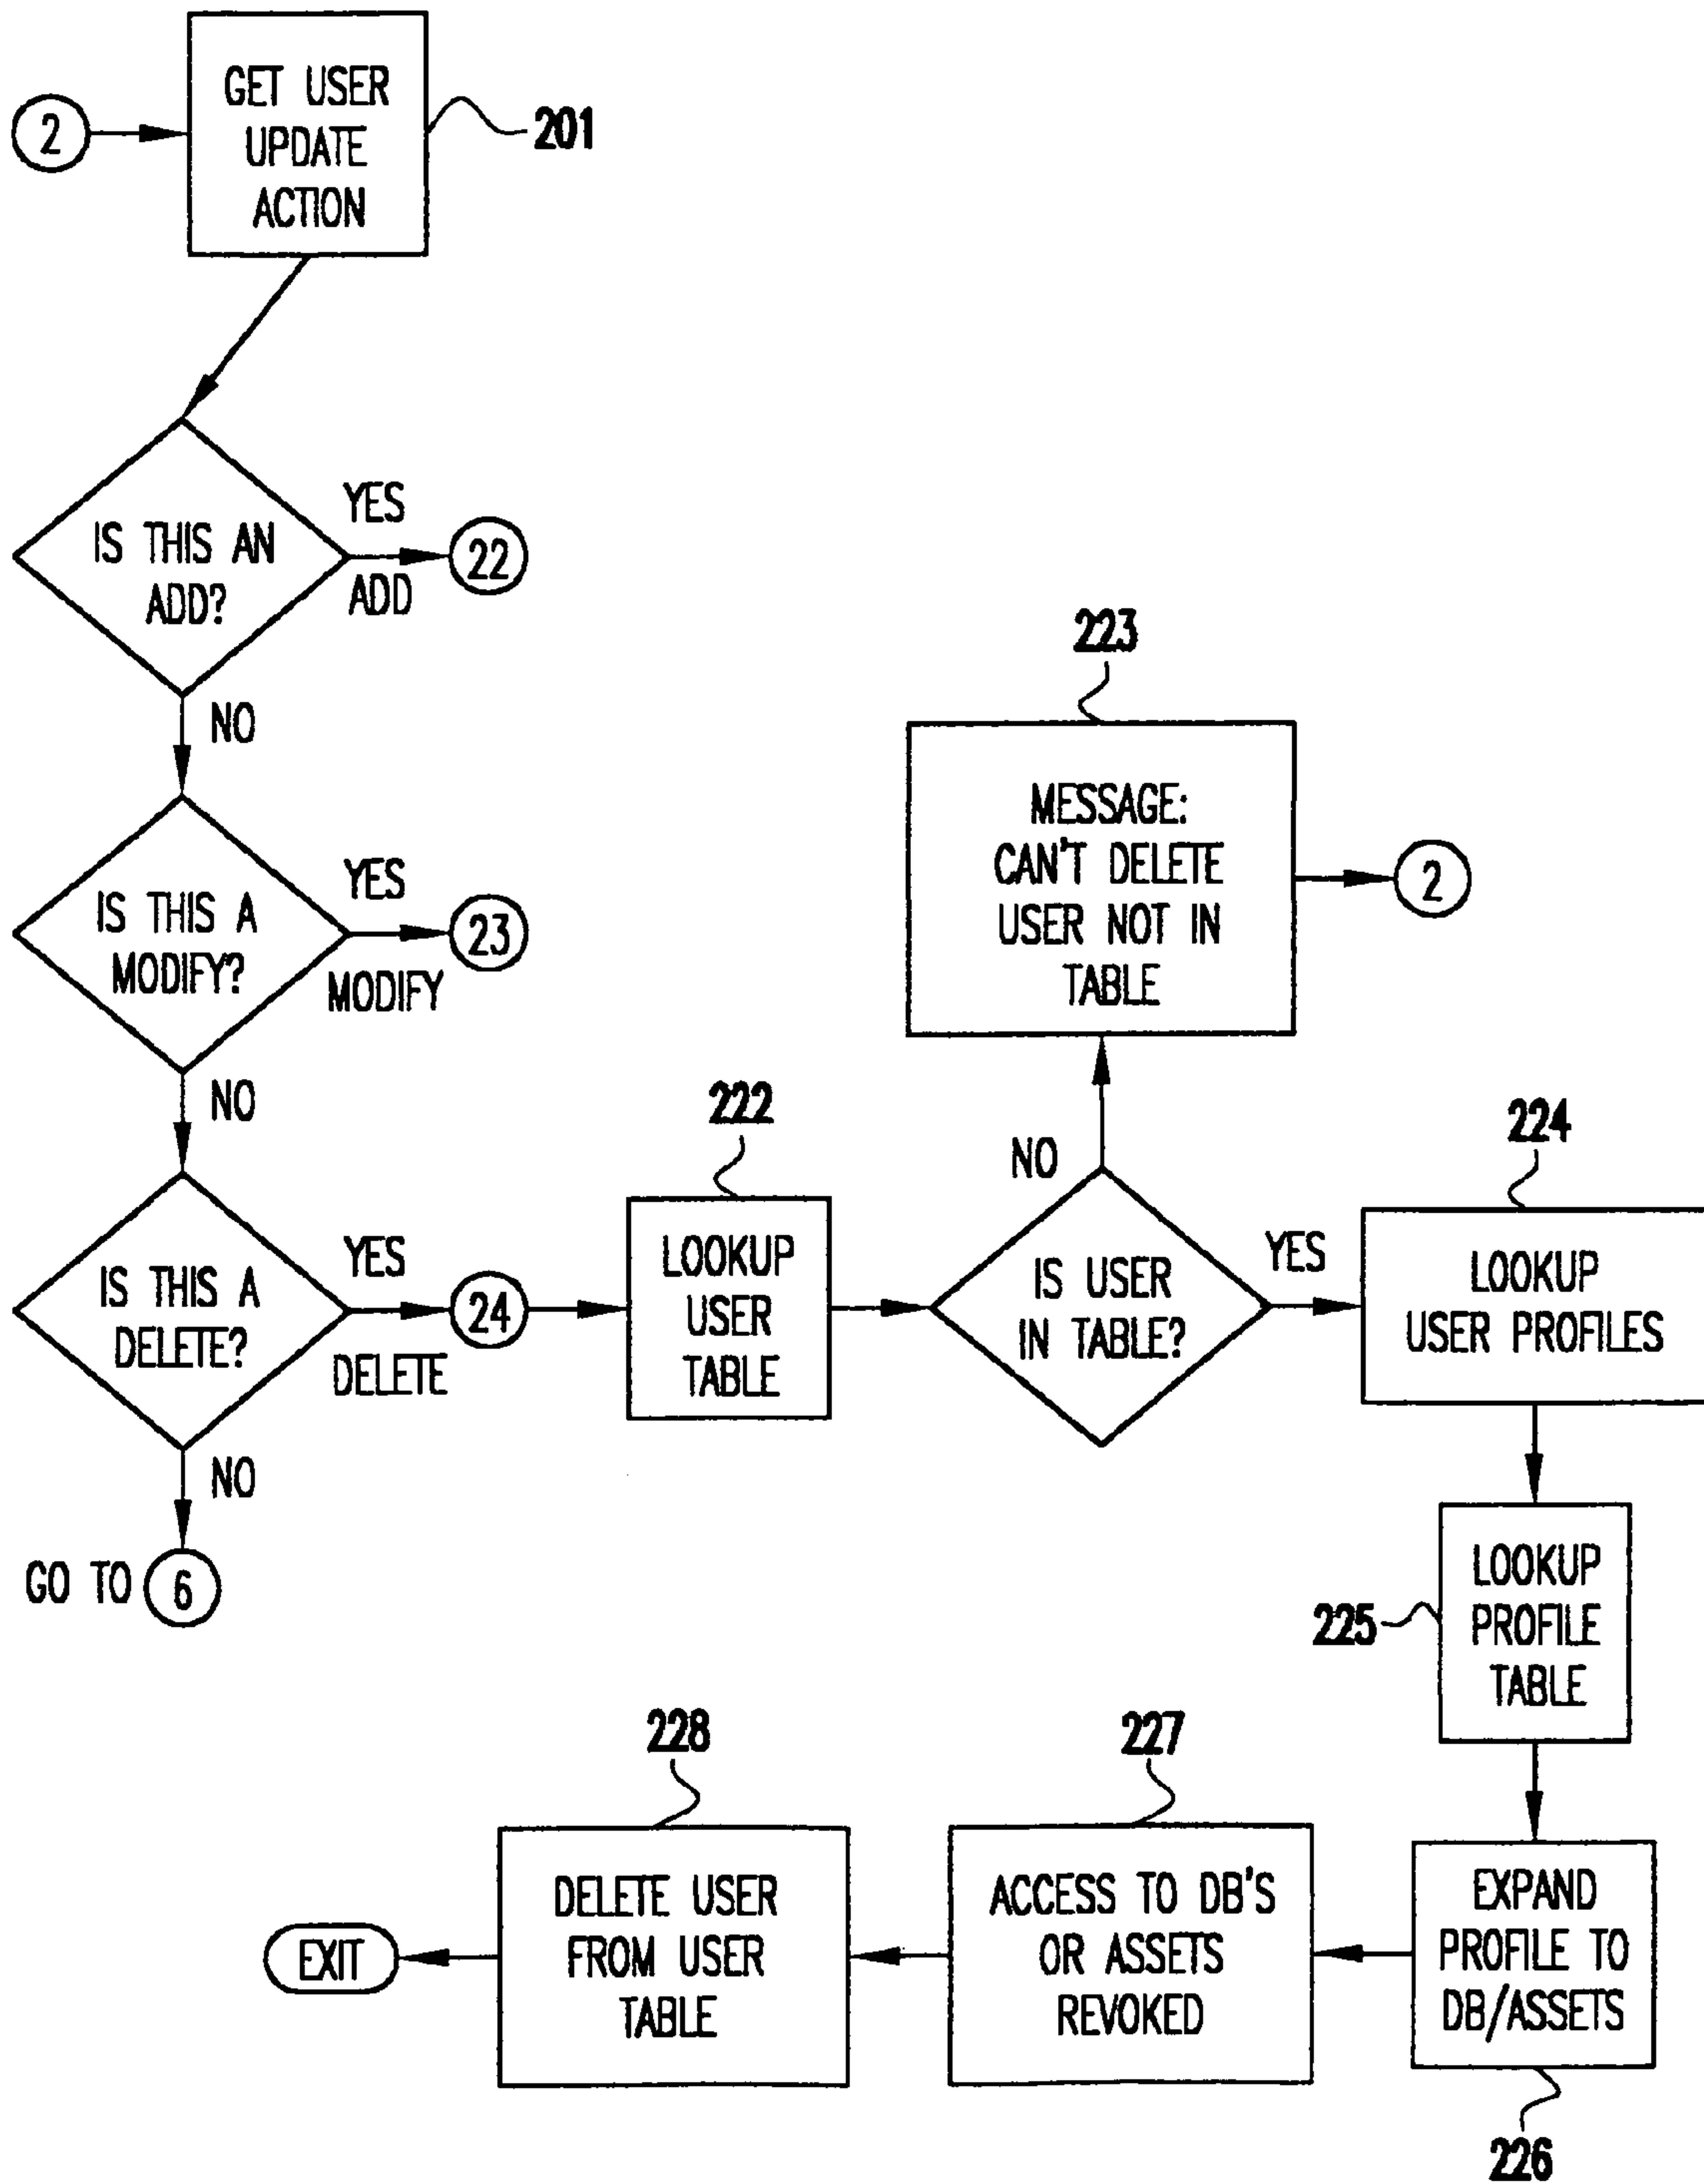 GET USER
UPDATE
ACTION
2
201
IS THIS AN
ADD?
YES
ADD
22
NO
IS THIS A
MODIFY?
YES
MODIFY
23
NO
IS THIS A
DELETE?
YES
DELETE
24
NO
GO TO
6
222
LOOKUP
USER
TABLE
IS USER
IN TABLE?
NO
223
MESSAGE:
CAN'T DELETE
USER NOT IN
TABLE
2
YES
224
LOOKUP
USER PROFILES
225
LOOKUP
PROFILE
TABLE
EXPAND
PROFILE TO
DB/ASSETS
226
227
ACCESS TO DB'S
OR ASSETS
REVOKED
228
DELETE USER
FROM USER
TABLE
EXIT